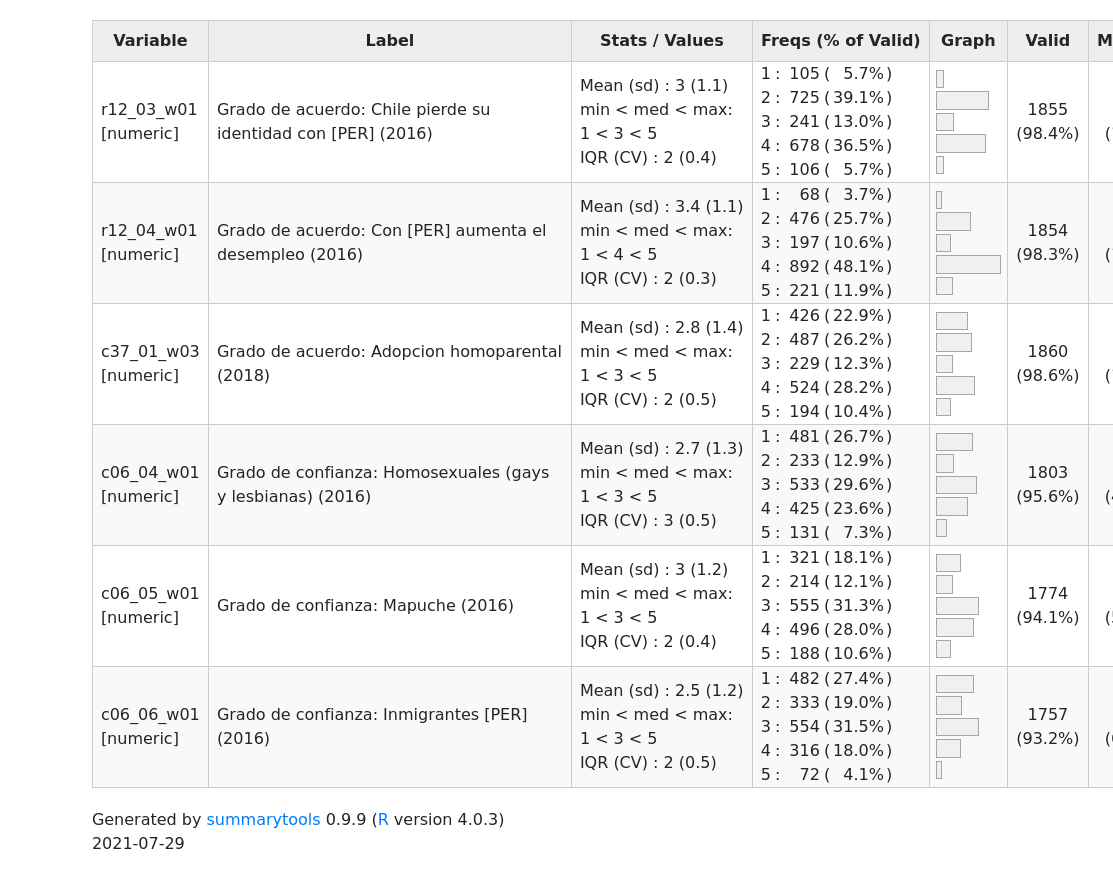 Variable Label Stats / Values Freqs (% of Valid) Graph Valid M
r12_03_w01
[numeric]
Grado de acuerdo: Chile pierde su
identidad con [PER] (2016)
Mean (sd) : 3 (1.1)
min < med < max:
1 < 3 < 5
IQR (CV) : 2 (0.4)
1 : 105 ( 5.7% )
2 : 725 ( 39.1% )
3 : 241 ( 13.0% )
4 : 678 ( 36.5% )
5 : 106 ( 5.7% )
1855
(98.4%)
r12_04_w01
[numeric]
Grado de acuerdo: Con [PER] aumenta el
desempleo (2016)
Mean (sd) : 3.4 (1.1)
min < med < max:
1 < 4 < 5
IQR (CV) : 2 (0.3)
1 : 68 ( 3.7% )
2 : 476 ( 25.7% )
3 : 197 ( 10.6% )
4 : 892 ( 48.1% )
5 : 221 ( 11.9% )
1854
(98.3%)
c37_01_w03
[numeric]
Grado de acuerdo: Adopcion homoparental
(2018)
Mean (sd) : 2.8 (1.4)
min < med < max:
1 < 3 < 5
IQR (CV) : 2 (0.5)
1 : 426 ( 22.9% )
2 : 487 ( 26.2% )
3 : 229 ( 12.3% )
4 : 524 ( 28.2% )
5 : 194 ( 10.4% )
1860
(98.6%)
c06_04_w01
[numeric]
Grado de confianza: Homosexuales (gays
y lesbianas) (2016)
Mean (sd) : 2.7 (1.3)
min < med < max:
1 < 3 < 5
IQR (CV) : 3 (0.5)
1 : 481 ( 26.7% )
2 : 233 ( 12.9% )
3 : 533 ( 29.6% )
4 : 425 ( 23.6% )
5 : 131 ( 7.3% )
1803
(95.6%)
c06_05_w01
[numeric]
Grado de confianza: Mapuche (2016)
Mean (sd) : 3 (1.2)
min < med < max:
1 < 3 < 5
IQR (CV) : 2 (0.4)
1 : 321 ( 18.1% )
2 : 214 ( 12.1% )
3 : 555 ( 31.3% )
4 : 496 ( 28.0% )
5 : 188 ( 10.6% )
1774
(94.1%)
c06_06_w01
[numeric]
Grado de confianza: Inmigrantes [PER]
(2016)
Mean (sd) : 2.5 (1.2)
min < med < max:
1 < 3 < 5
IQR (CV) : 2 (0.5)
1 : 482 ( 27.4% )
2 : 333 ( 19.0% )
3 : 554 ( 31.5% )
4 : 316 ( 18.0% )
5 : 72 ( 4.1% )
1757
(93.2%)
Generated by summarytools 0.9.9 (R version 4.0.3)
2021-07-29